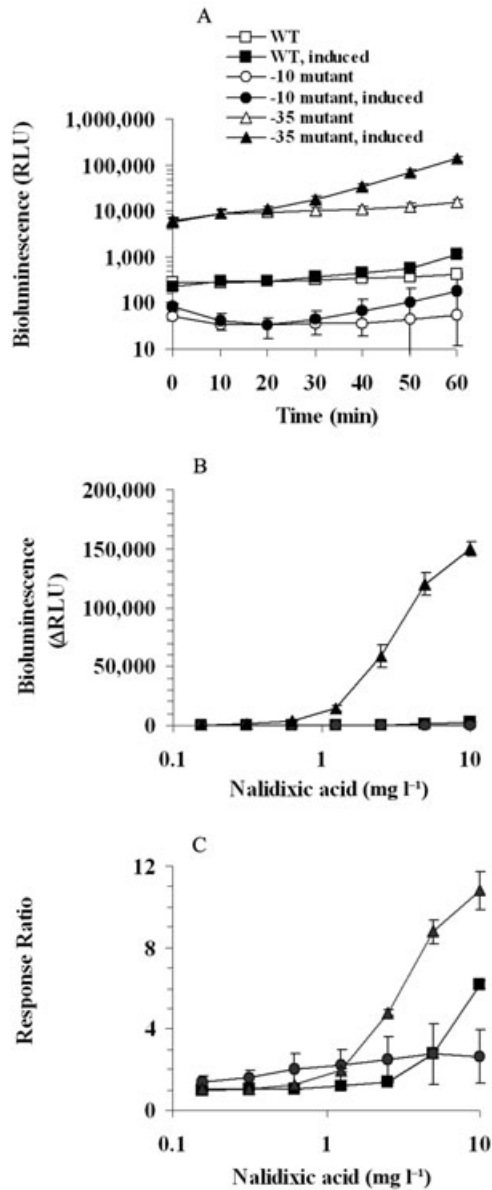 A
WT
WT, induced
-10 mutant
-10 mutant, induced
-35 mutant
-35 mutant, induced
Bioluminescence (RLU)
1,000,000
100,000
10,000
1,000
100
10
0 10 20 30 40 50 60
Time (min)
B
Bioluminescence
(ΔRLU)
200,000
150,000
100,000
50,000
0
0.1 1 10
Nalidixic acid (mg l⁻¹)
C
Response Ratio
12
8
4
0
0.1 1 10
Nalidixic acid (mg l⁻¹)